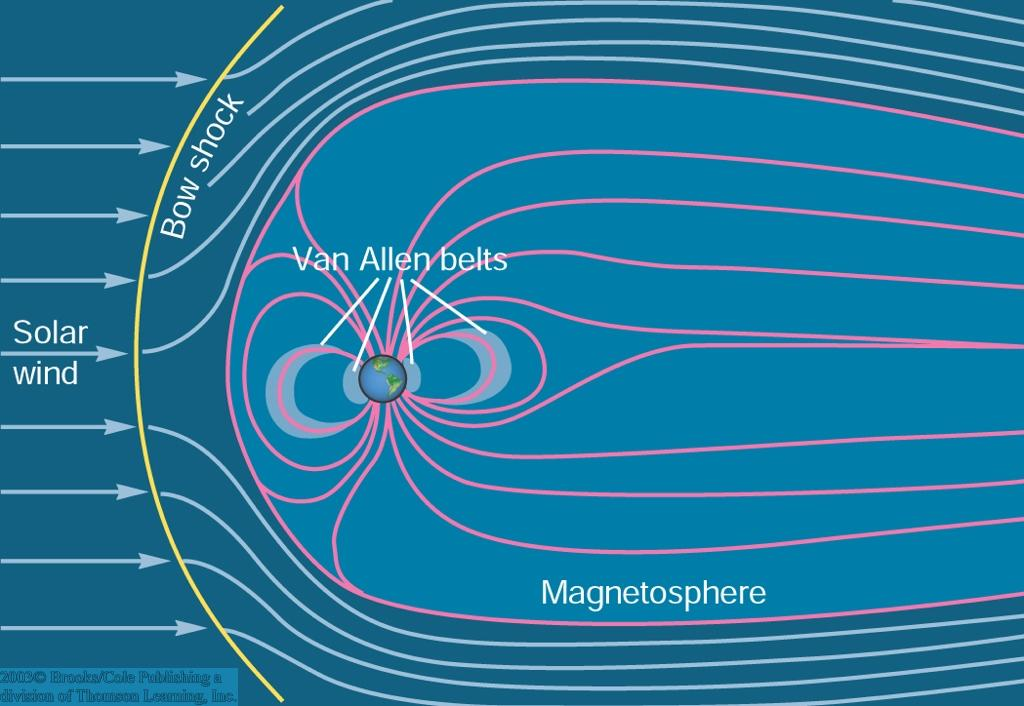 Bow shock
Van Allen belts
Solar
wind
Magnetosphere
2003© Brooks/Cole Publishing a
division of Thomson Learning, Inc.